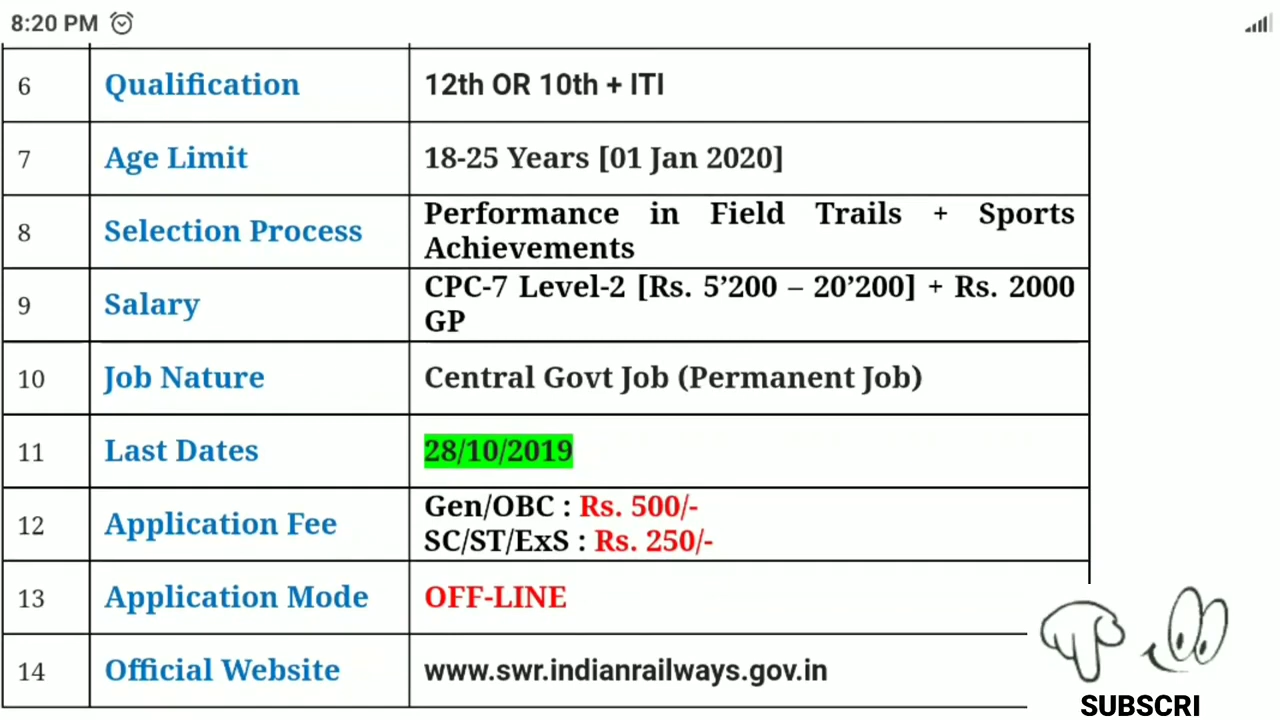 8:20 PM
6 Qualification 12th OR 10th + ITI
7 Age Limit 18-25 Years [01 Jan 2020]
8 Selection Process Performance in Field Trails + Sports
Achievements
9 Salary CPC-7 Level-2 [Rs. 5’200 – 20’200] + Rs. 2000
GP
10 Job Nature Central Govt Job (Permanent Job)
11 Last Dates 28/10/2019
12 Application Fee Gen/OBC : Rs. 500/-
SC/ST/ExS : Rs. 250/-
13 Application Mode OFF-LINE
14 Official Website www.swr.indianrailways.gov.in
SUBSCRI